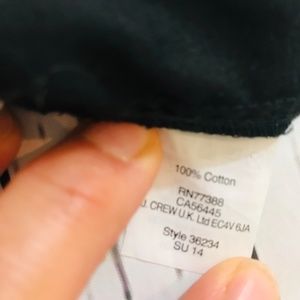 100% Cotton
RN77388
CA56445
J. CREW U.K. Ltd EC4V 6JA
Style 36234
SU 14